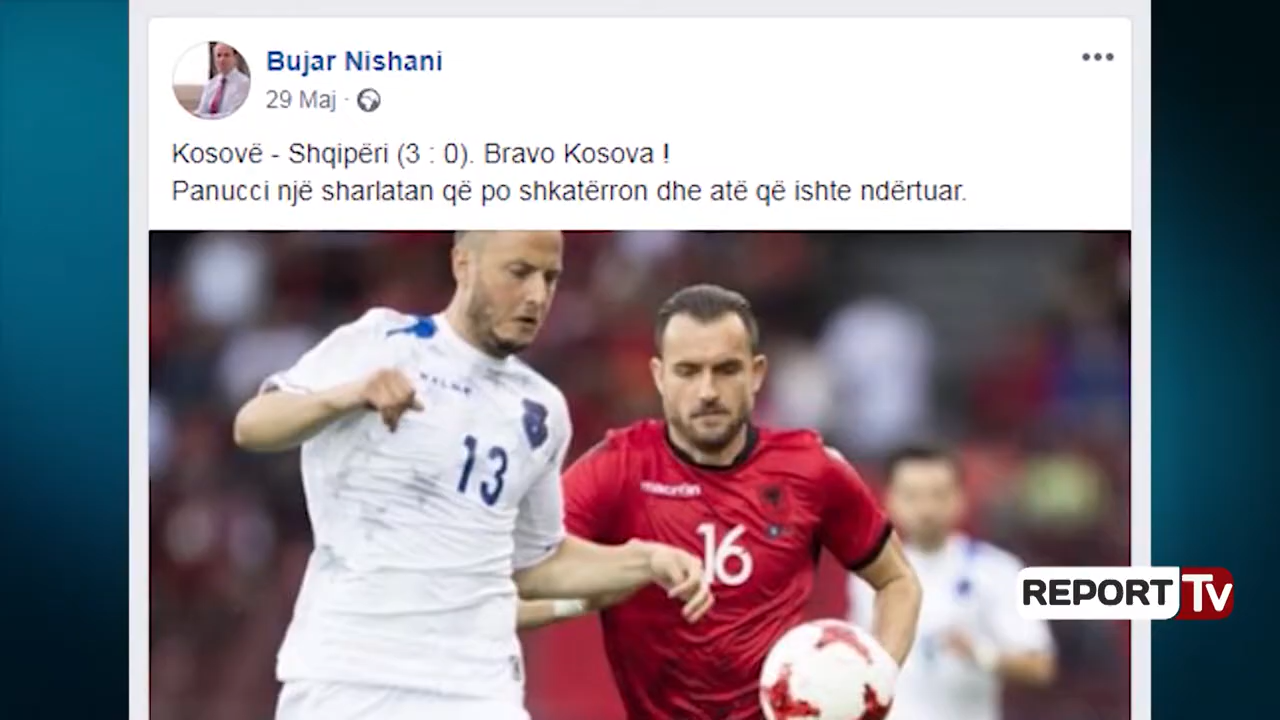 Bujar Nishani
29 Maj ·
Kosovë - Shqipëri (3 : 0). Bravo Kosova !
Panucci një sharlatan që po shkatërron dhe atë që ishte ndërtuar.
13
macron
16
REPORT Tv